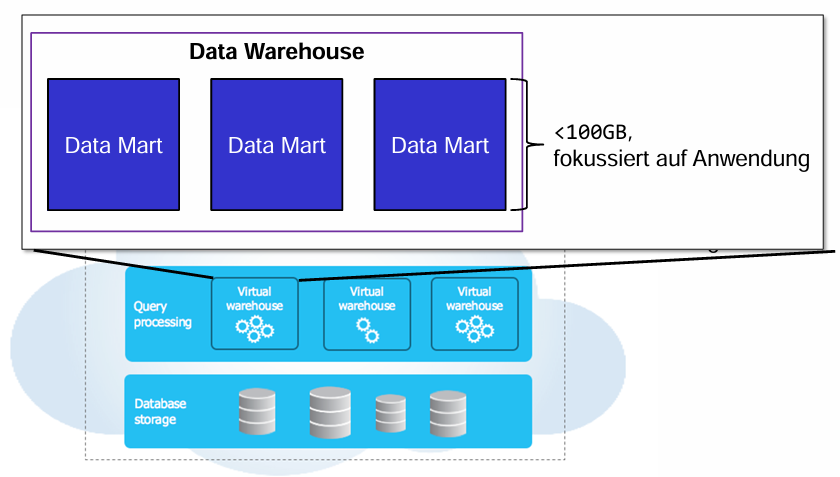 Data Warehouse
Data Mart
Data Mart
Data Mart
<100GB,
fokussiert auf Anwendung
Query
processing
Virtual
warehouse
Virtual
warehouse
Virtual
warehouse
Database
storage